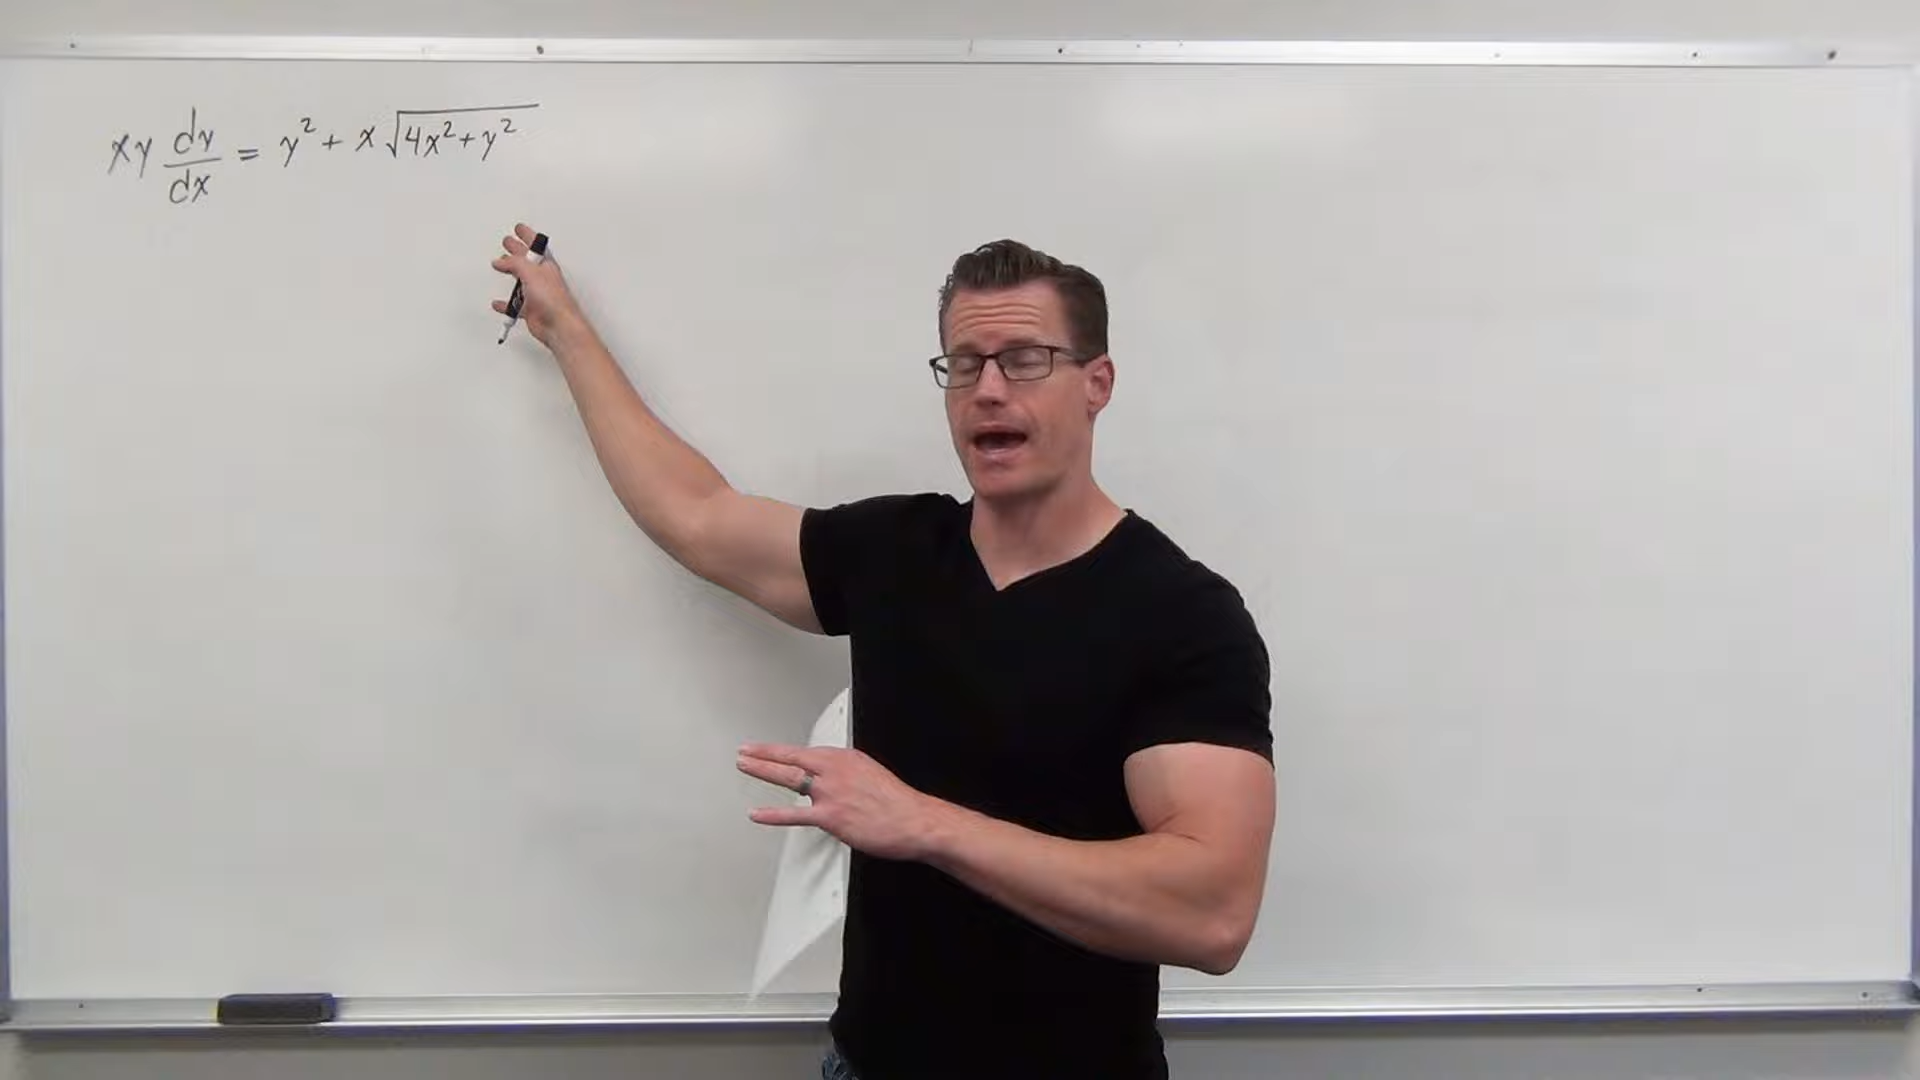 xy dy/dx = y² + x√(4x²+y²)